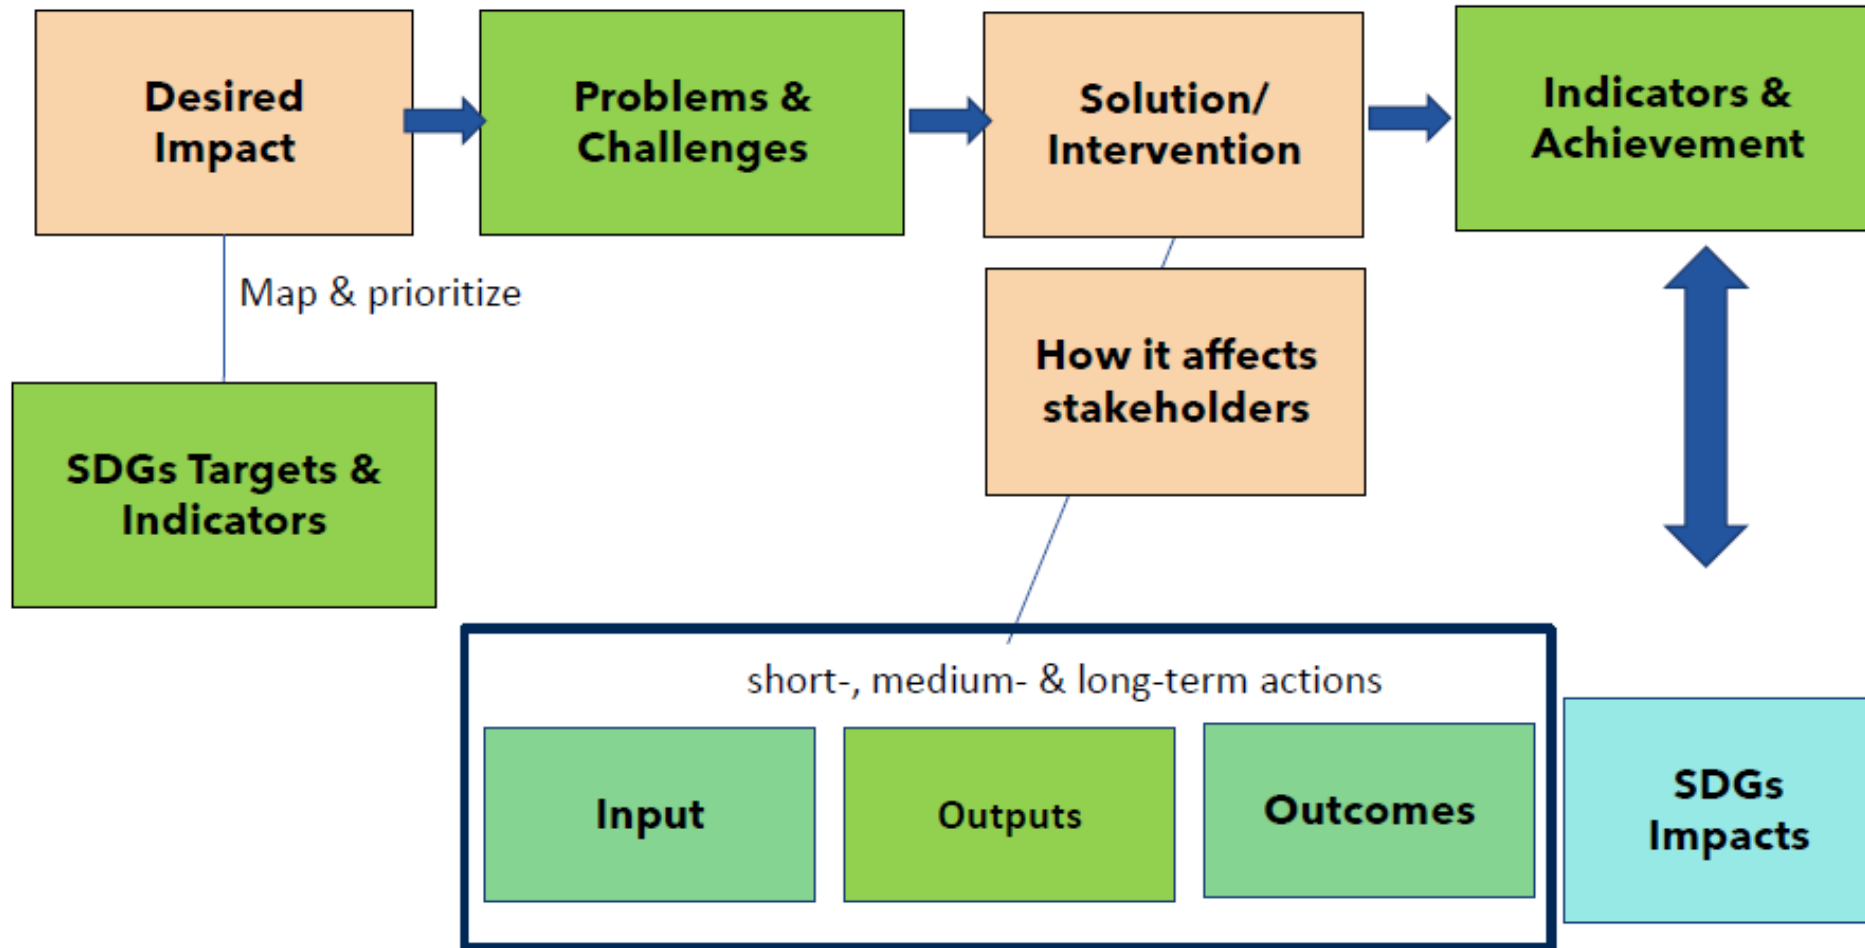 Desired
Impact
Problems &
Challenges
Solution/
Intervention
Indicators &
Achievement
Map & prioritize
How it affects
stakeholders
SDGs Targets &
Indicators
short-, medium- & long-term actions
Input
Outputs
Outcomes
SDGs
Impacts